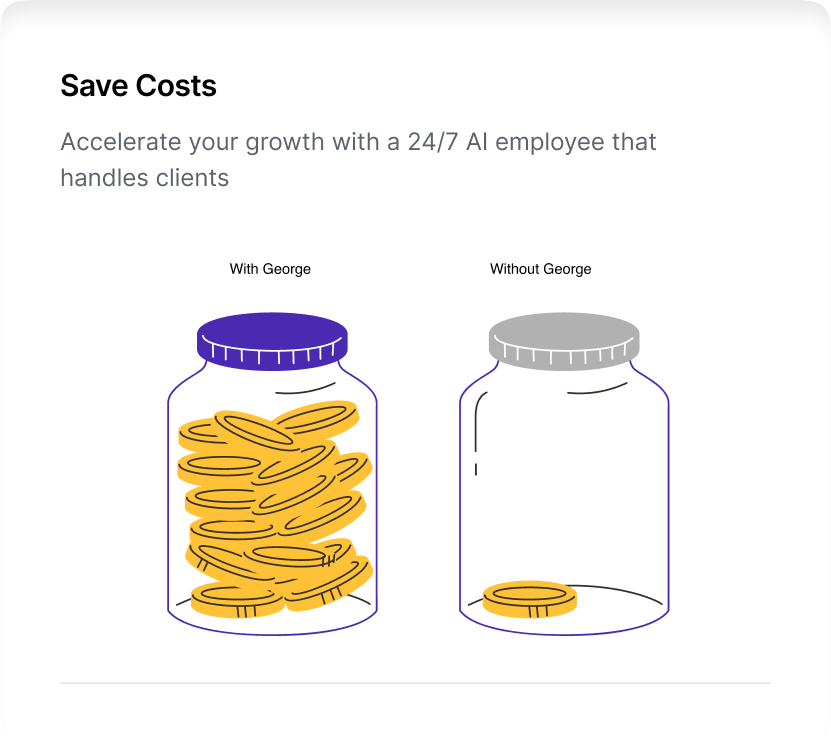 Save Costs
Accelerate your growth with a 24/7 AI employee that
handles clients
With George
Without George